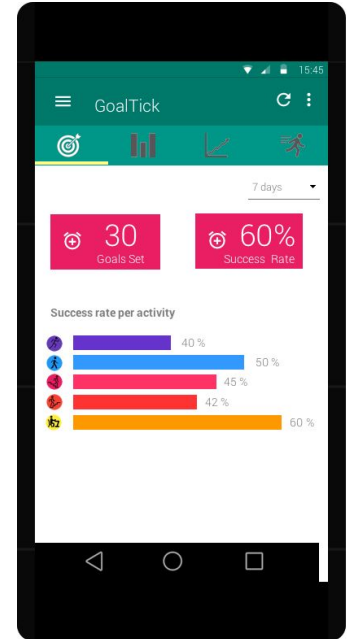 15:45
GoalTick
7 days
30
Goals Set
60%
Success Rate
Success rate per activity
40 %
50 %
45 %
42 %
60 %